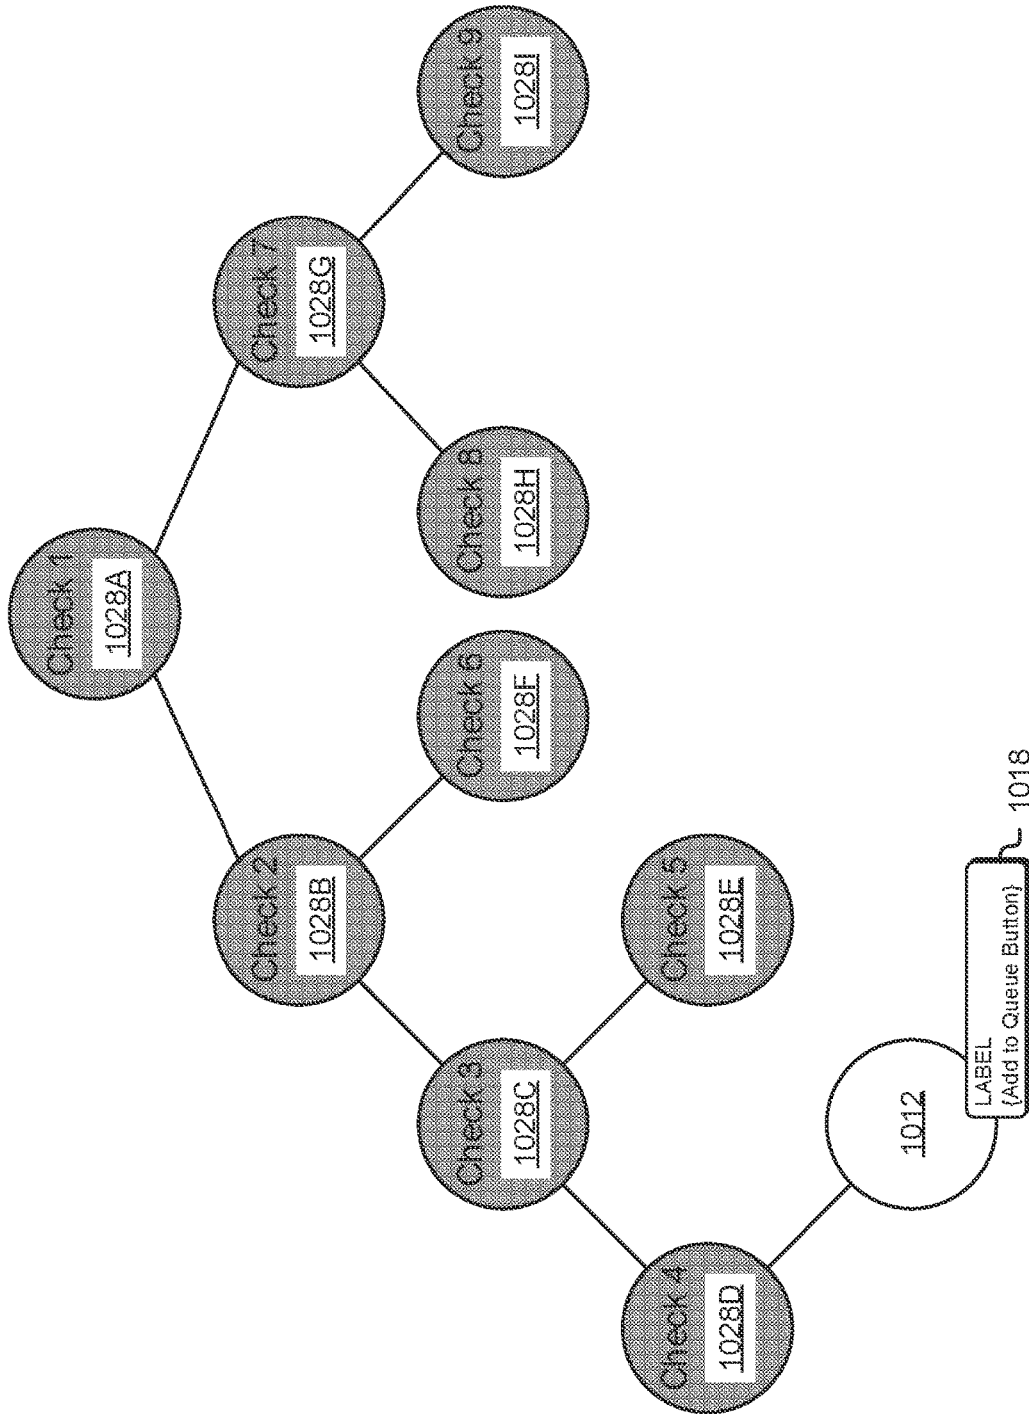 Check 1
1028A
Check 2
1028B
Check 7
1028G
Check 3
1028C
Check 6
1028F
Check 8
1028H
Check 9
1028I
Check 4
1028D
Check 5
1028E
1012
LABEL
{Add to Queue Button}
1018